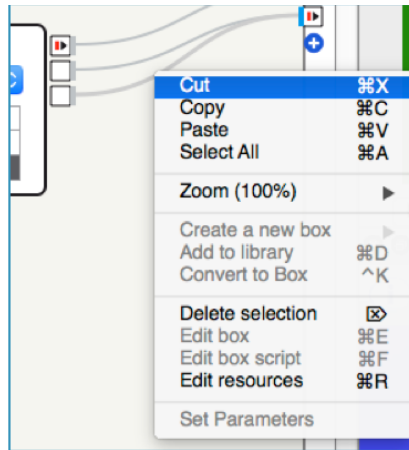 Cut ⌘X
Copy ⌘C
Paste ⌘V
Select All ⌘A
Zoom (100%) ▶
Create a new box ▶
Add to library ⌘D
Convert to Box ^K
Delete selection ⌦
Edit box ⌘E
Edit box script ⌘F
Edit resources ⌘R
Set Parameters